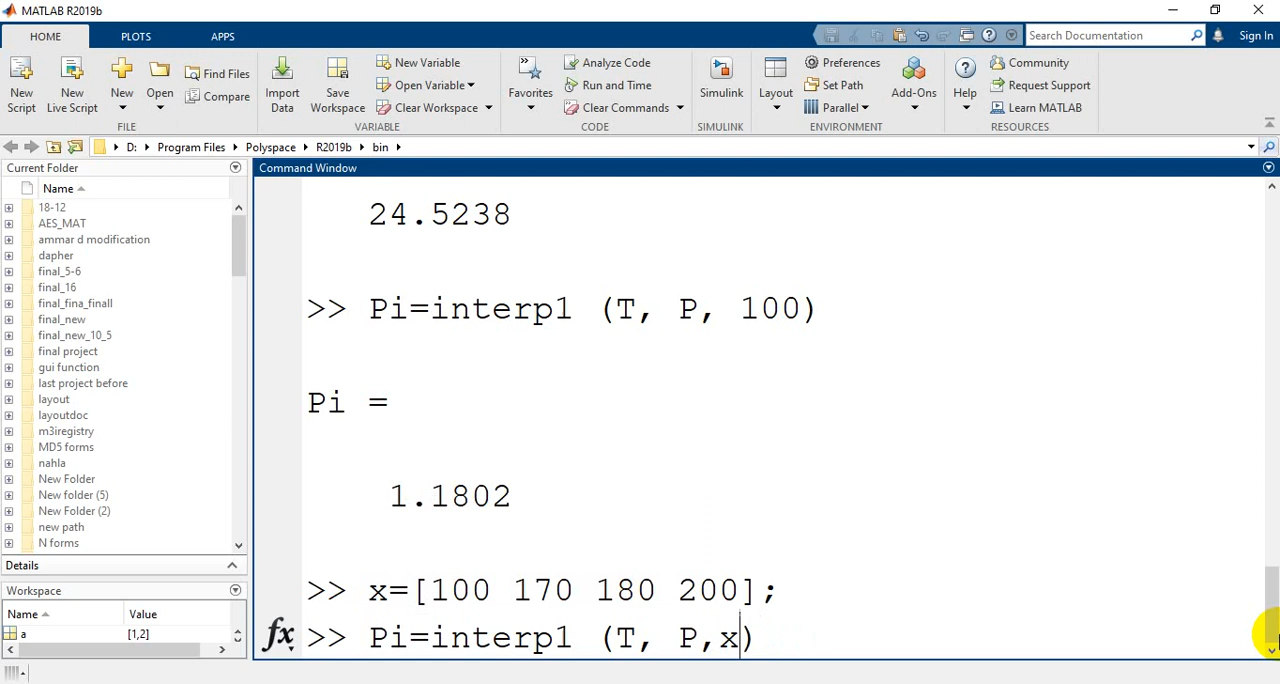 MATLAB R2019b
HOME PLOTS APPS Search Documentation Sign In
New Script New Live Script New Open Find Files Compare Import Data Save Workspace New Variable Open Variable Clear Workspace Favorites Analyze Code Run and Time Clear Commands Simulink Layout Preferences Set Path Parallel Add-Ons Help Community Request Support Learn MATLAB
FILE VARIABLE CODE SIMULINK ENVIRONMENT RESOURCES
D: Program Files Polyspace R2019b bin
Current Folder
Name
18-12
AES_MAT
ammar d modification
dapher
final_5-6
final_16
final_fina_finall
final_new
final_new_10_5
final project
gui function
last project before
layout
layoutdoc
m3iregistry
MD5 forms
nahla
New Folder
New folder (5)
New Folder (2)
new path
N forms
Details
Workspace
Name Value
a [1,2]
Command Window
24.5238
>> Pi=interp1 (T, P, 100)
Pi =
1.1802
>> x=[100 170 180 200];
fx >> Pi=interp1 (T, P,x)